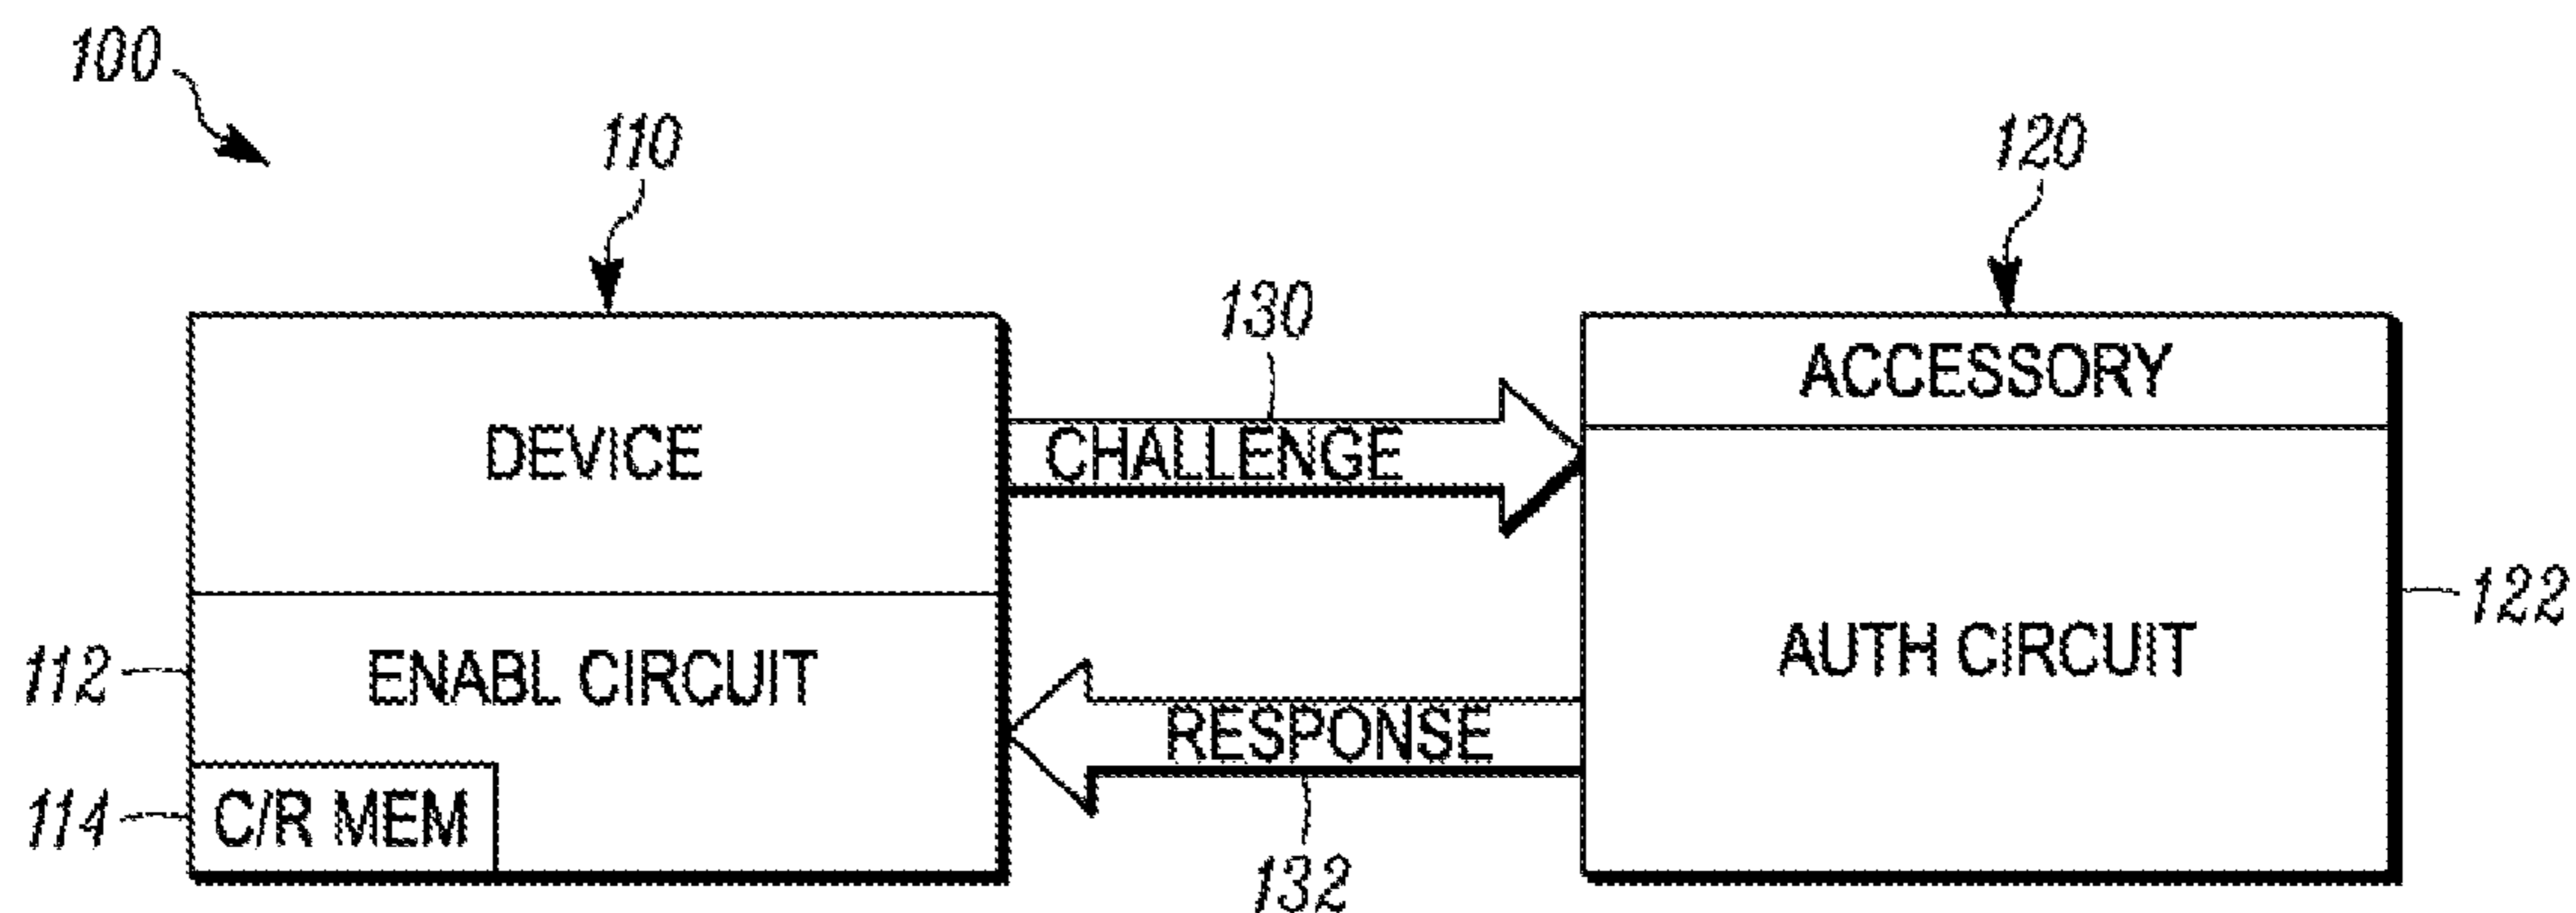 100
110
120
130
ACCESSORY
DEVICE
CHALLENGE
122
112
ENABL CIRCUIT
AUTH CIRCUIT
RESPONSE
114
C/R MEM
132